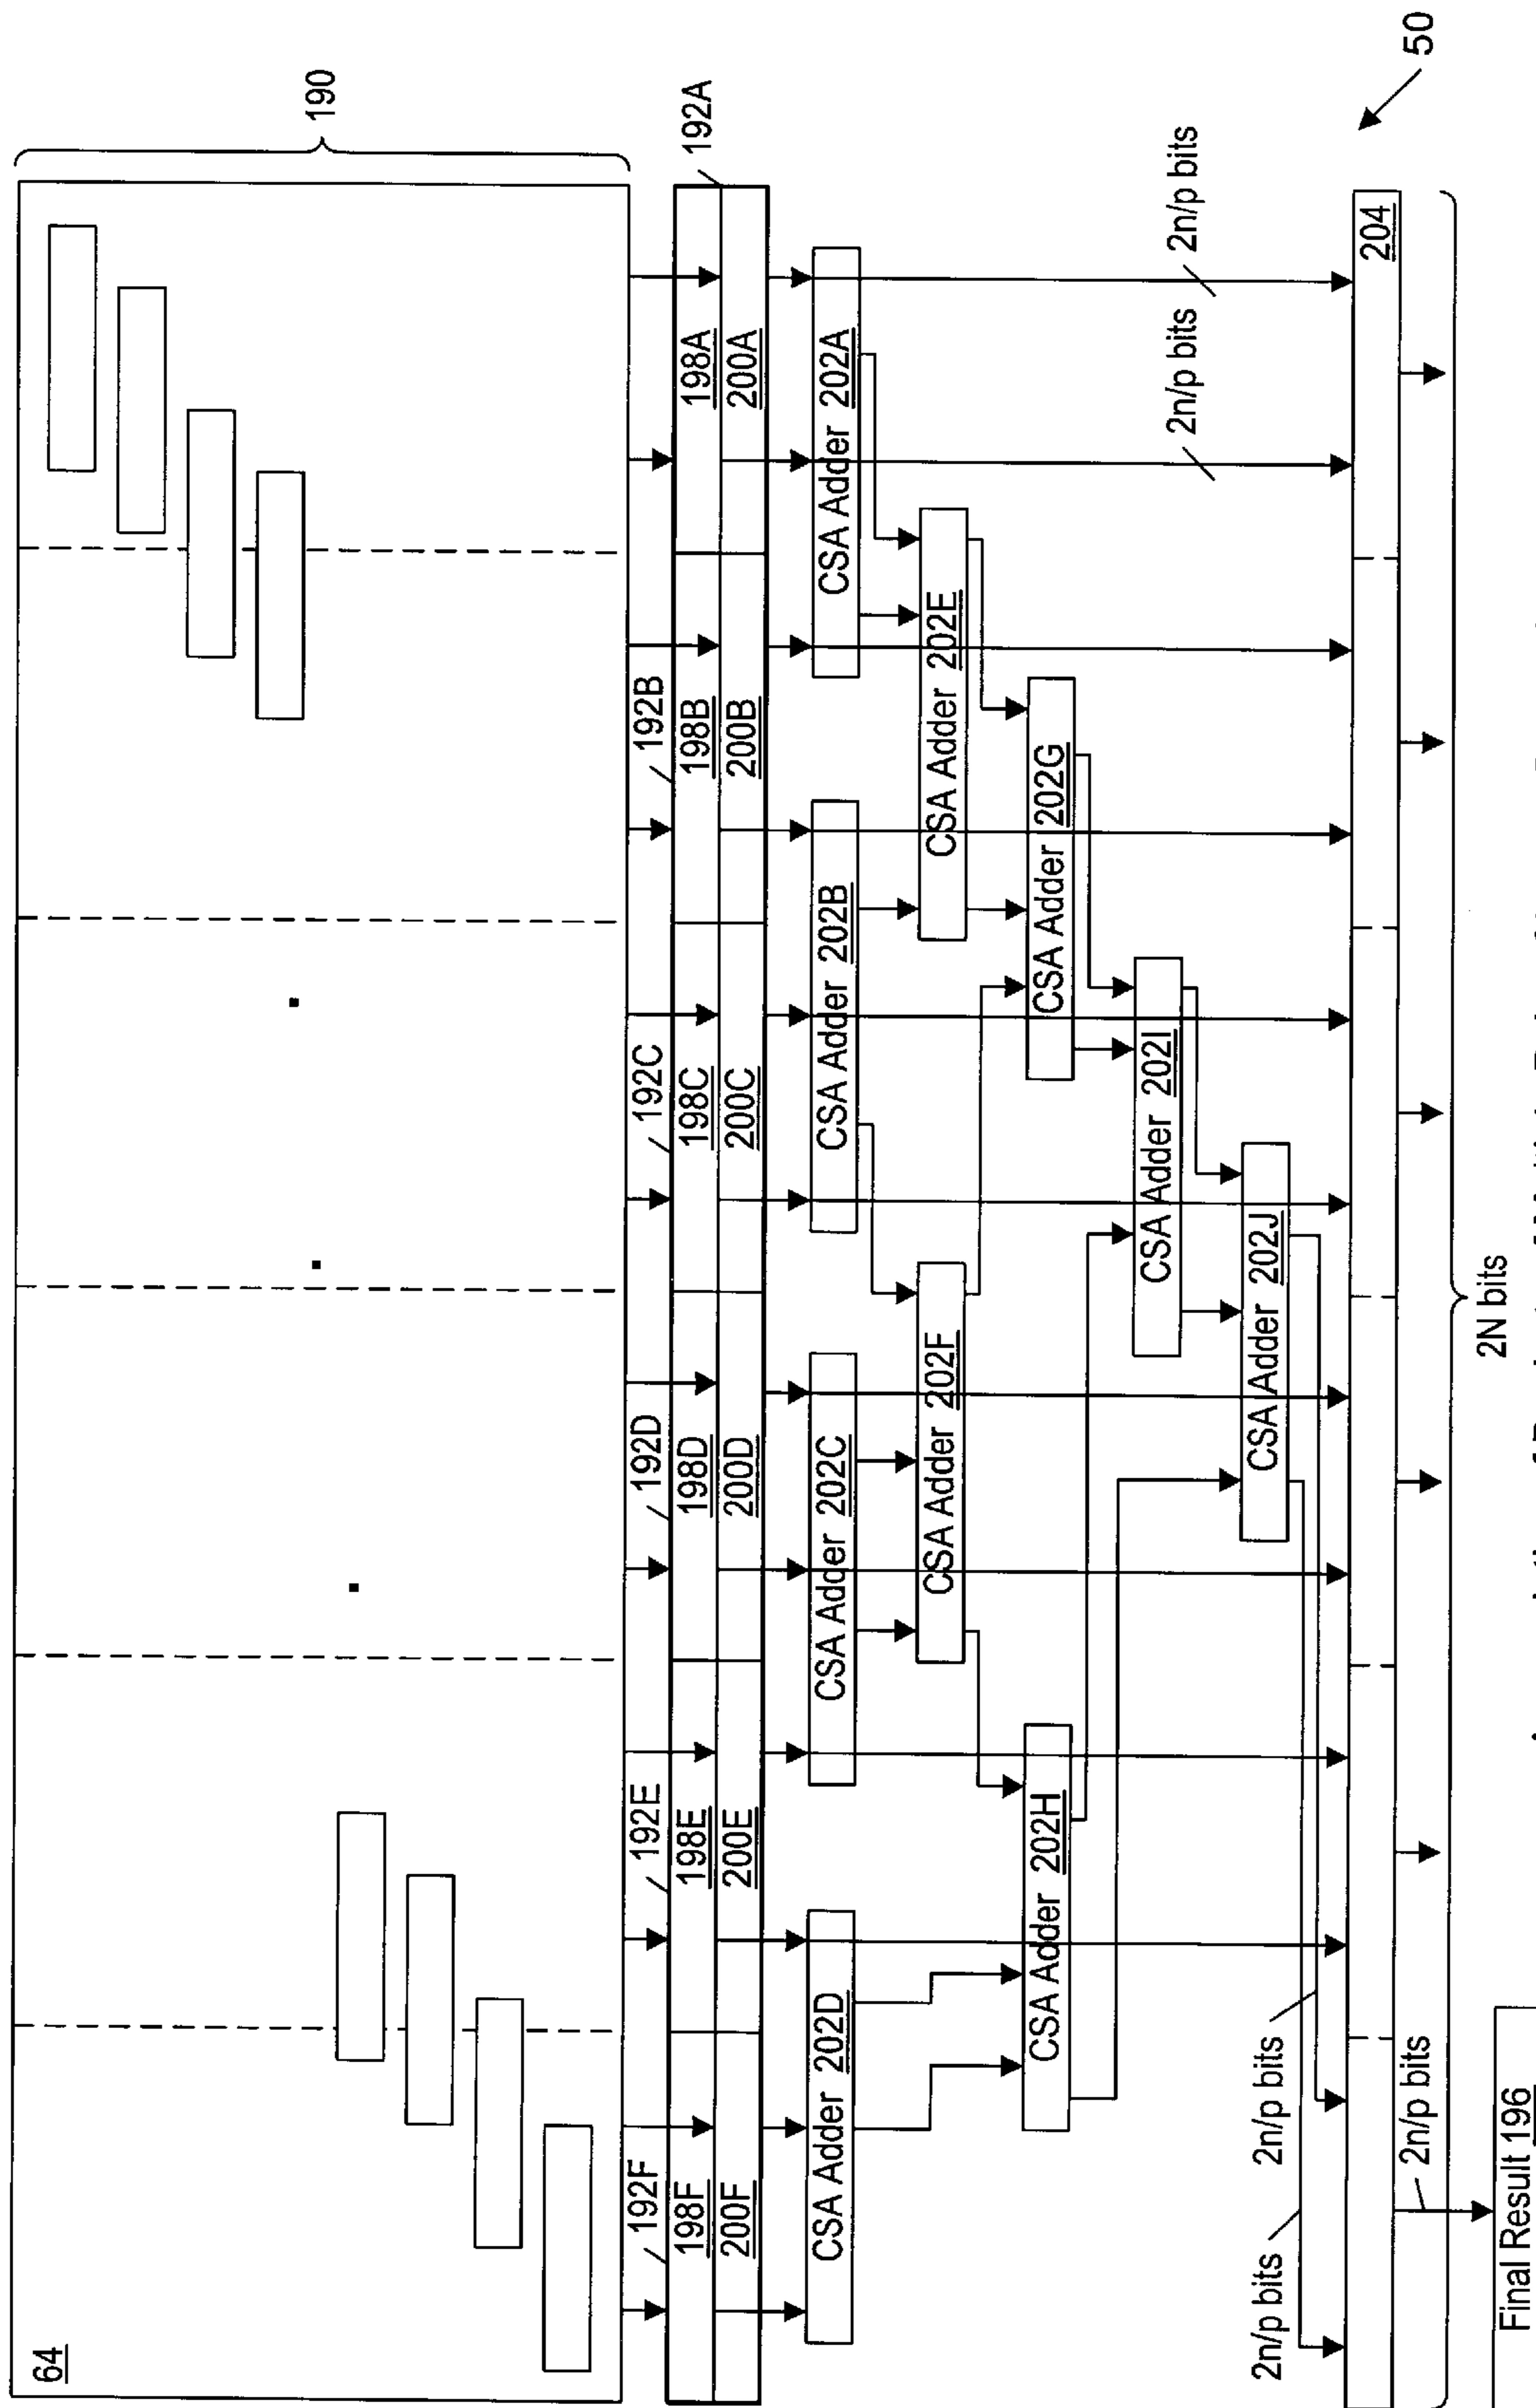 64
190
192A
192B
192C
192D
192E
192F
198A
198B
198C
198D
198E
198F
200A
200B
200C
200D
200E
200F
CSA Adder 202A
CSA Adder 202B
CSA Adder 202C
CSA Adder 202D
CSA Adder 202E
CSA Adder 202F
CSA Adder 202G
CSA Adder 202H
CSA Adder 202I
CSA Adder 202J
2n/p bits
2n/p bits
2n/p bits
2n/p bits
204
2n/p bits
2N bits
Final Result 196
50